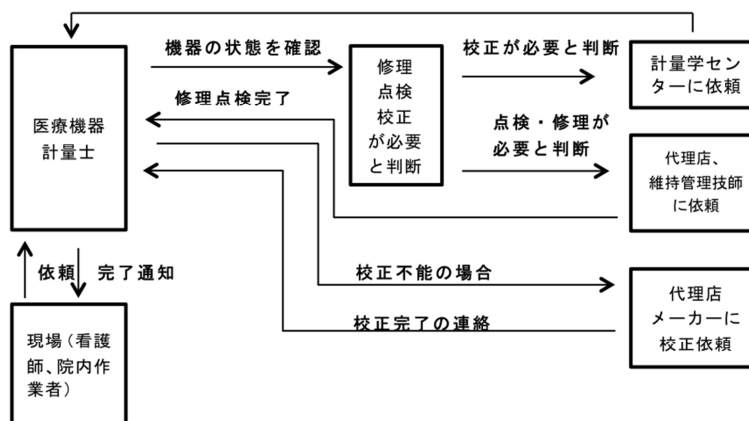 機器の状態を確認
校正が必要と判断
修理
点検
校正
が必要
と判断
計量学セン
ターに依頼
修理点検完了
医療機器
計量士
点検・修理が
必要と判断
代理店、
維持管理技師
に依頼
依頼
完了通知
校正不能の場合
代理店
メーカーに
校正依頼
校正完了の連絡
現場（看護
師、院内作
業者）